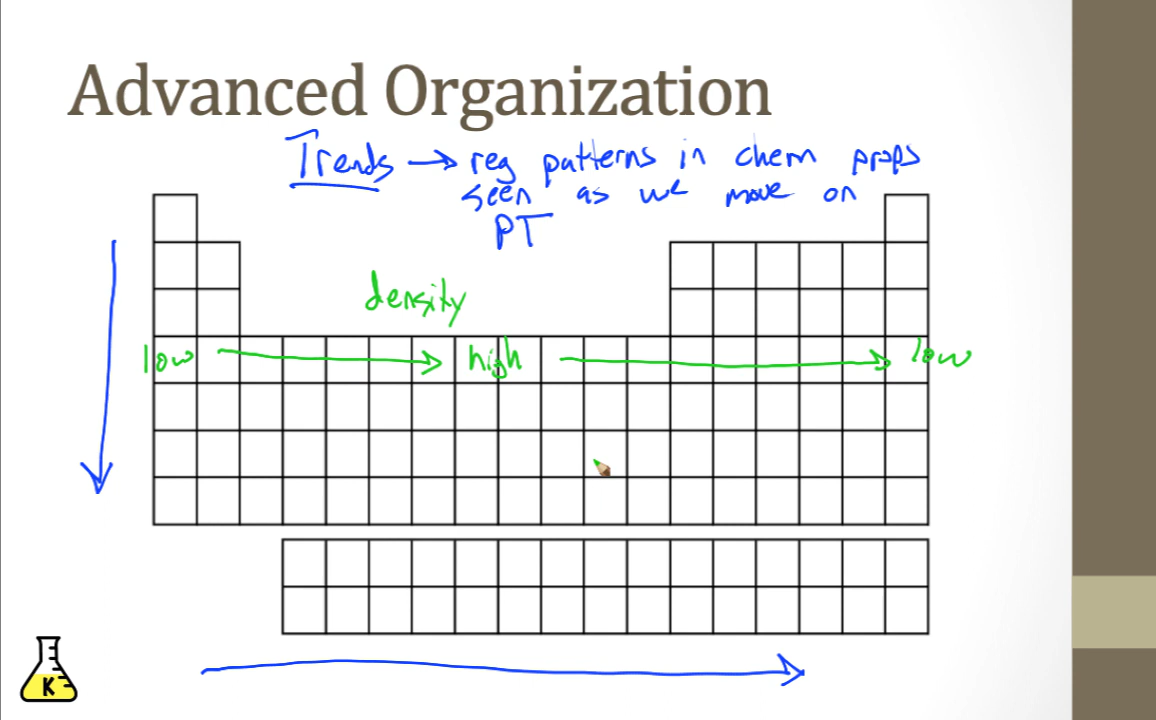 Advanced Organization
Trends → reg patterns in chem props
seen as we move on
PT
density
low → high → low
K